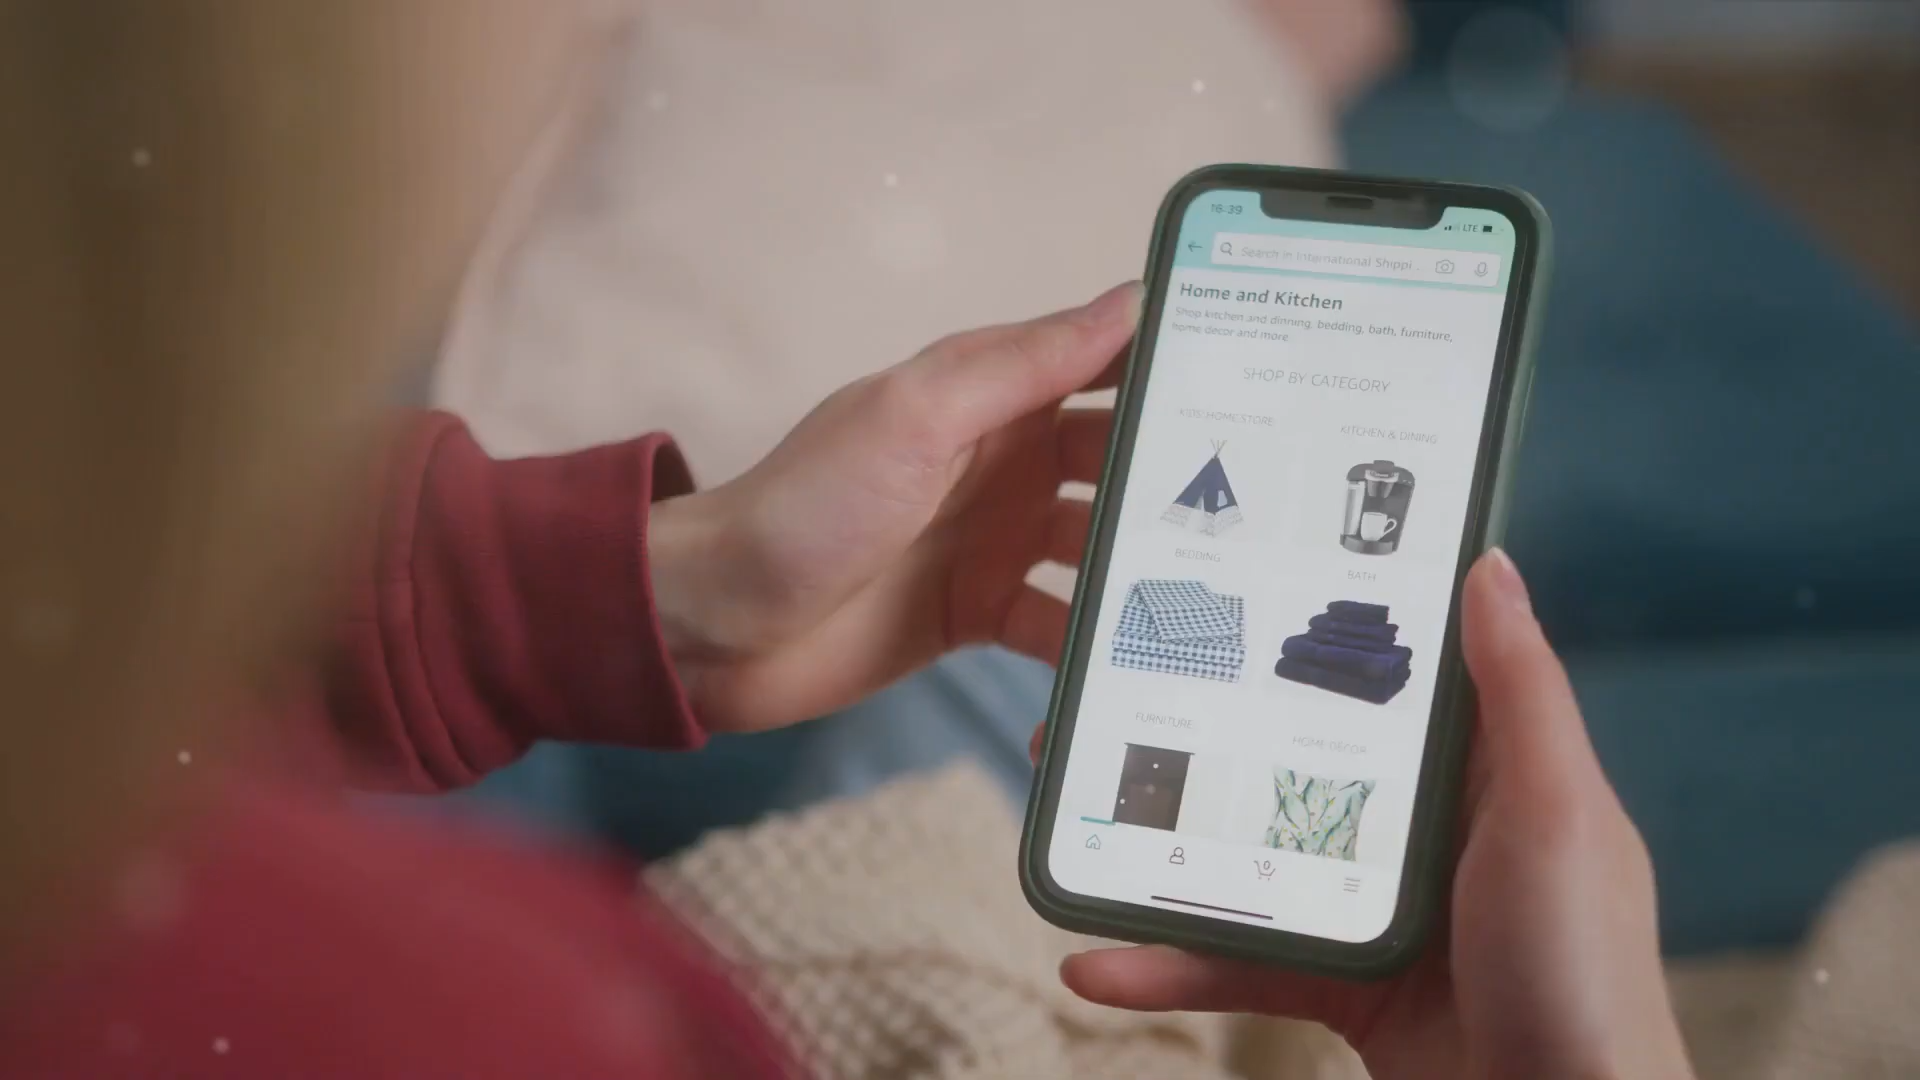 16:39
LTE
Search in International Shippi
Home and Kitchen
Shop kitchen and dinning, bedding, bath, furniture,
home decor and more
SHOP BY CATEGORY
KIDS' HOME STORE
KITCHEN & DINING
BEDDING
BATH
FURNITURE
HOME DECOR
0